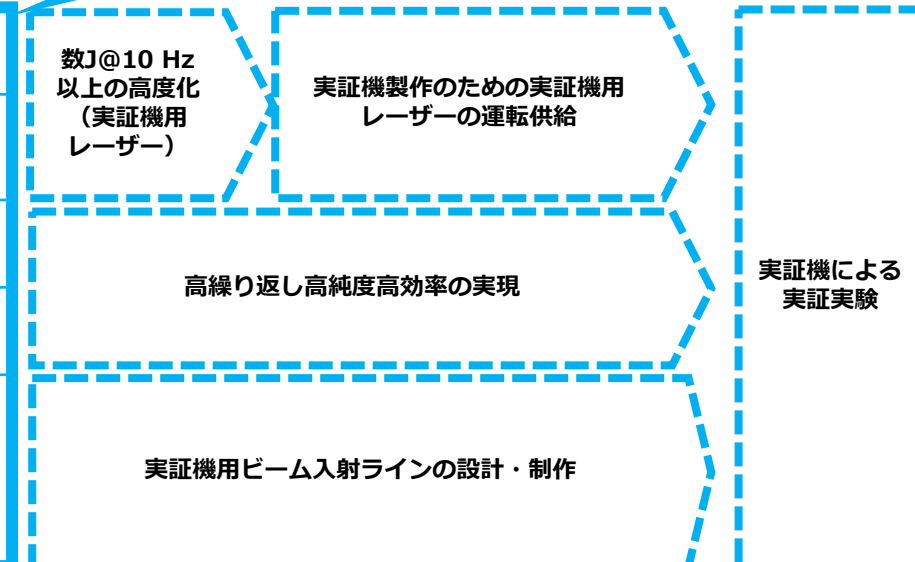 数J@10 Hz
以上の高度化
（実証機用
レーザー）
実証機製作のための実証機用
レーザーの運転供給
高繰り返し高純度高効率の実現
実証機用ビーム入射ラインの設計・制作
実証機による
実証実験